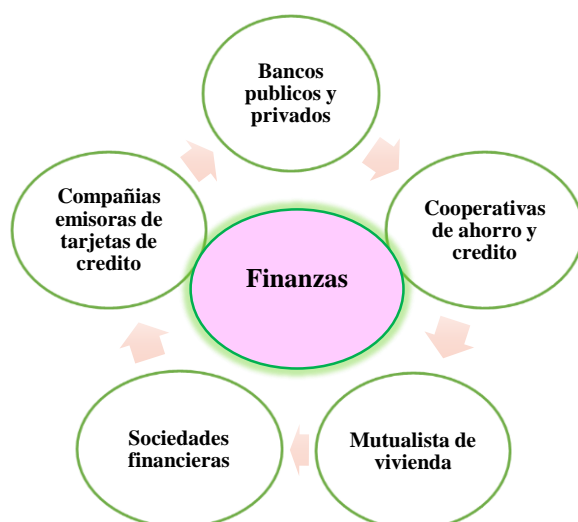 Bancos
publicos y
privados
Cooperativas
de ahorro y
credito
Mutualista de
vivienda
Sociedades
financieras
Compañias
emisoras de
tarjetas de
credito
Finanzas